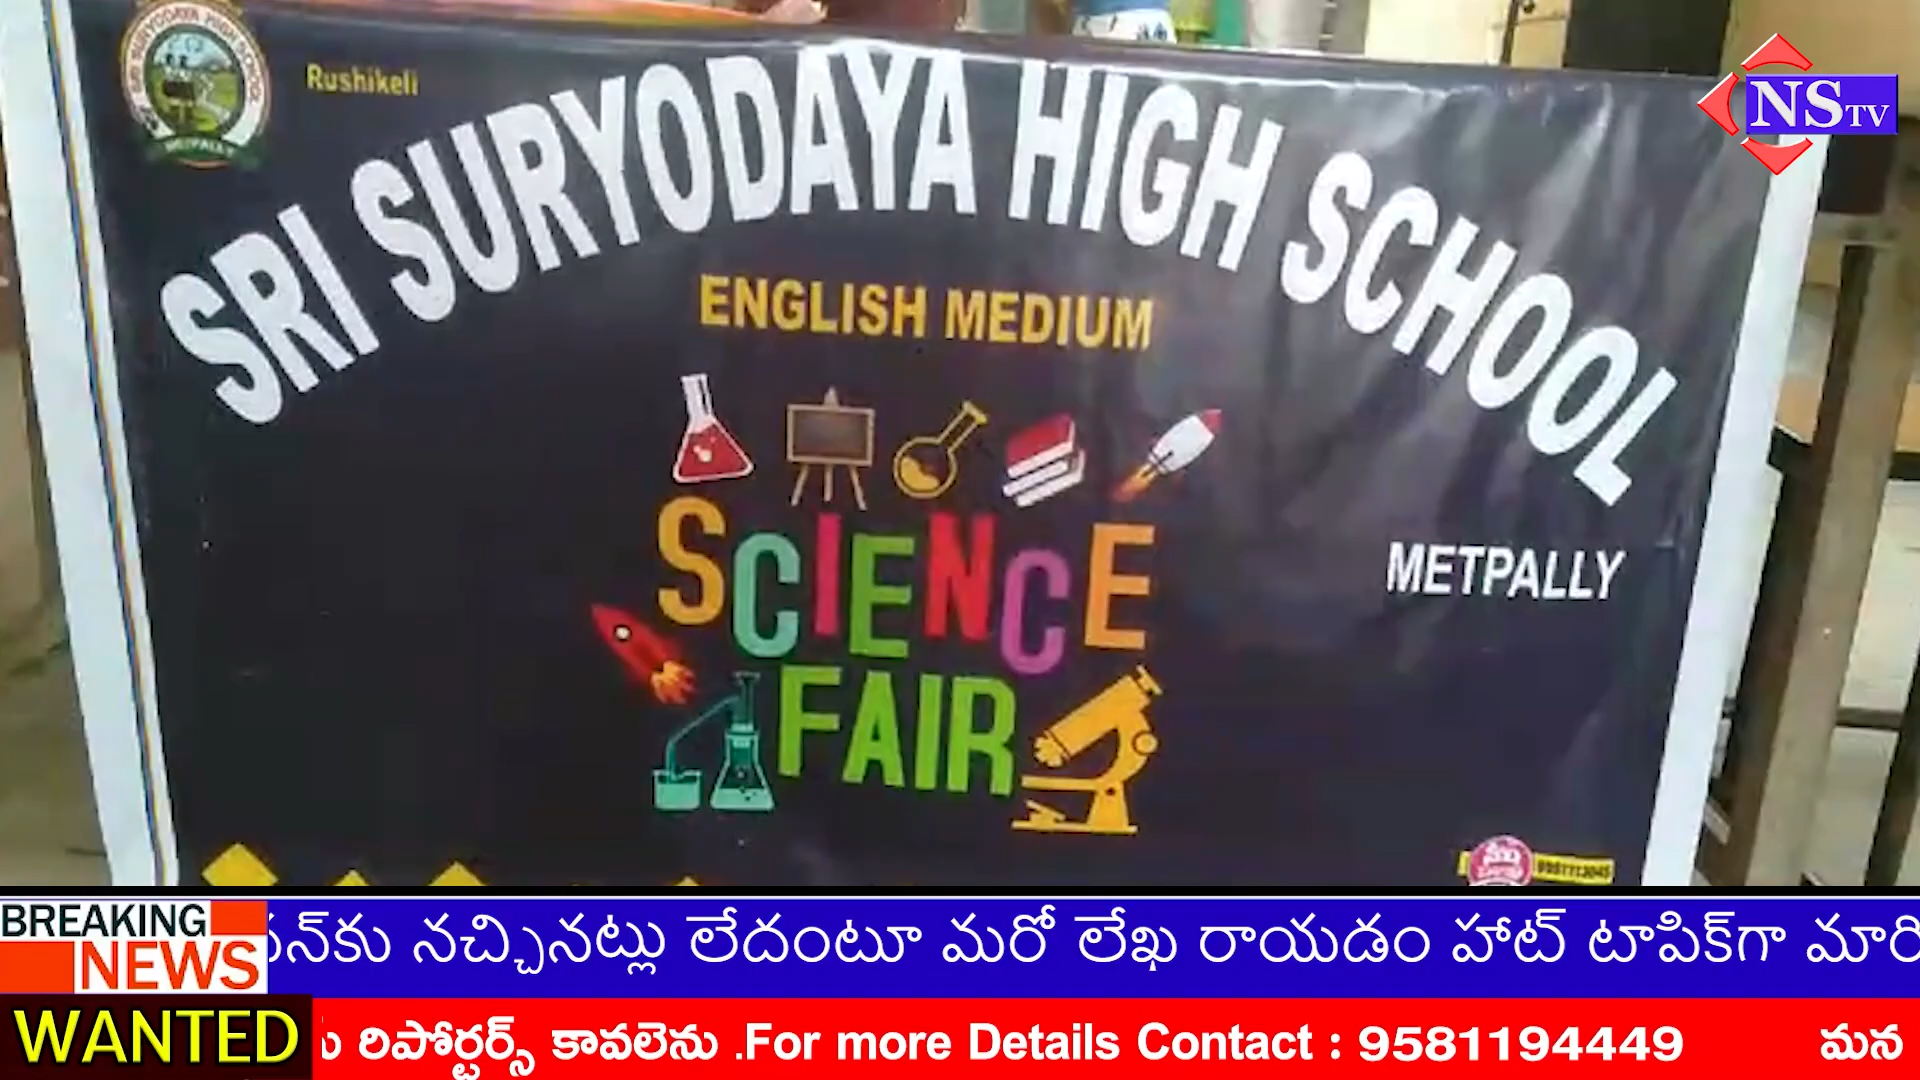 Rushikeli
SRI SURYODAYA HIGH SCHOOL
ENGLISH MEDIUM
SCIENCE
FAIR
METPALLY
METPALLY
NS TV
BREAKING
NEWS
నచ్చినట్లు లేదంటూ మరో లేఖ రాయడం హాట్ టాపిక్‌గా మారి
WANTED
రిపోర్టర్స్ కావలెను .For more Details Contact : 9581194449 మన